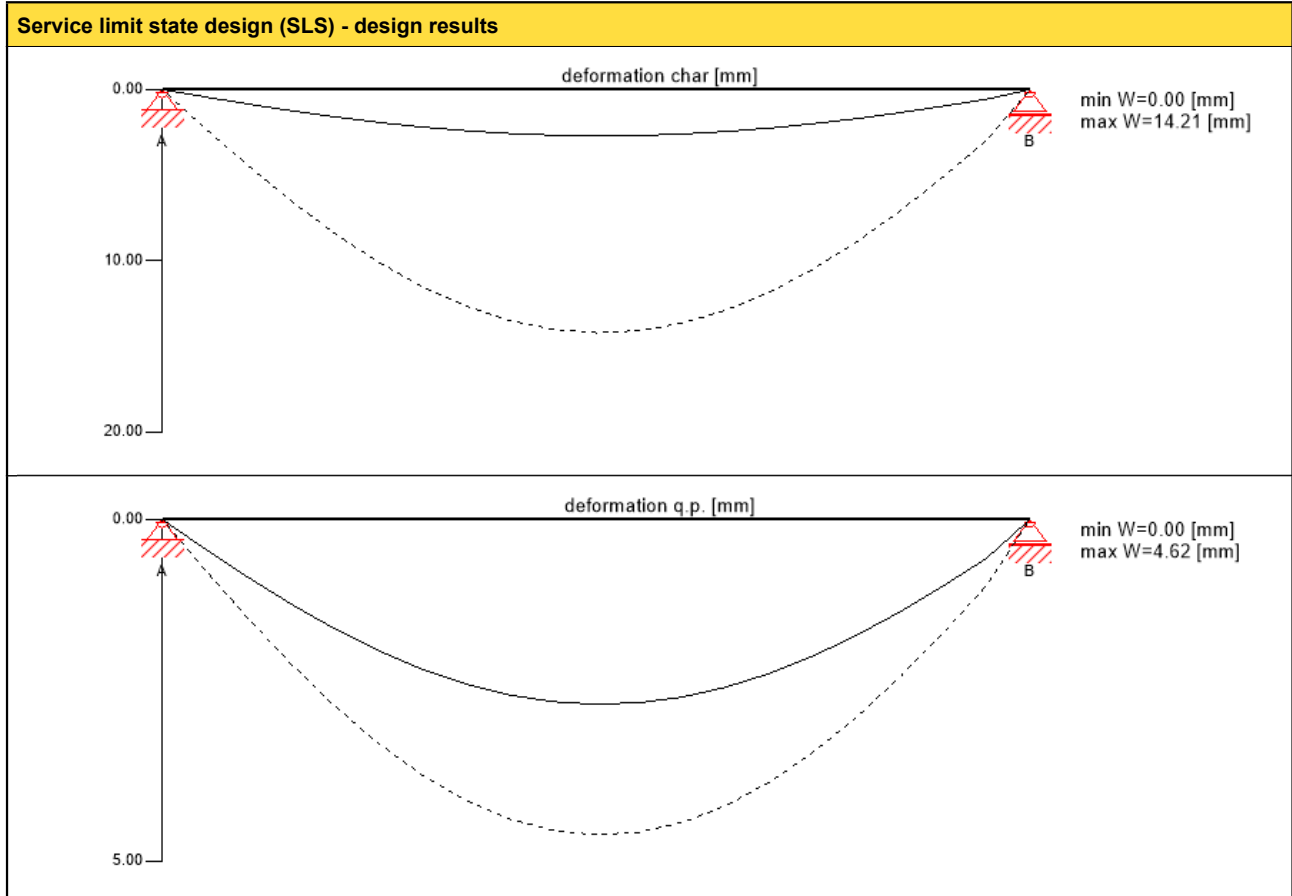 Service limit state design (SLS) - design results
deformation char [mm]
0.00
min W=0.00 [mm]
max W=14.21 [mm]
A
B
10.00
20.00
deformation q.p. [mm]
0.00
min W=0.00 [mm]
max W=4.62 [mm]
A
B
5.00